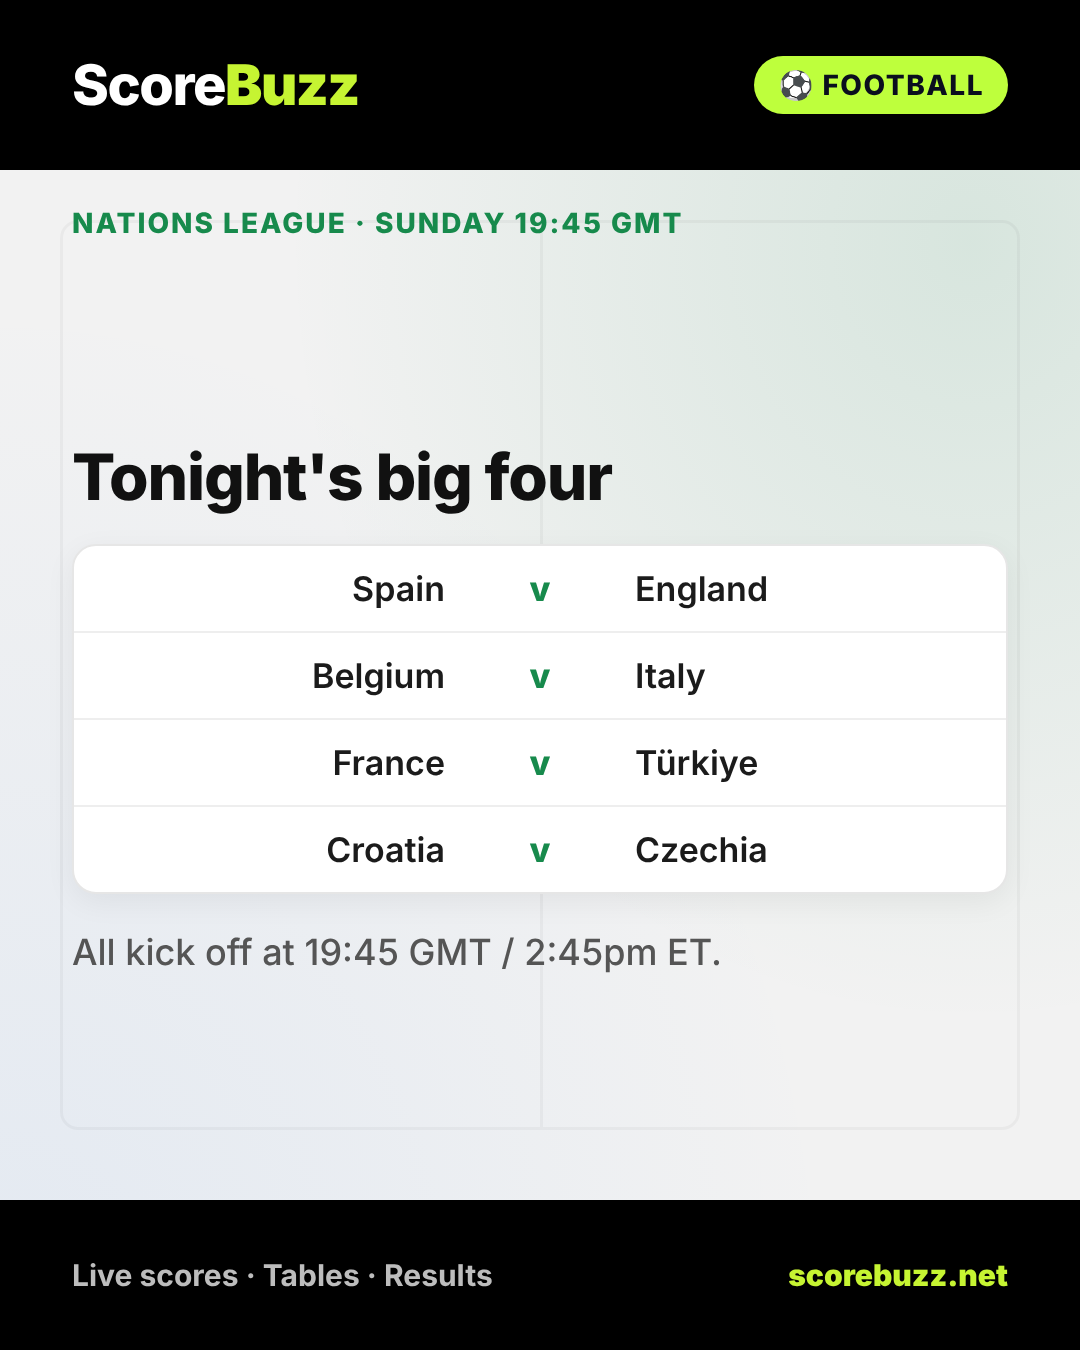 ScoreBuzz
⚽ FOOTBALL
NATIONS LEAGUE · SUNDAY 19:45 GMT
Tonight's big four
Spain v England
Belgium v Italy
France v Türkiye
Croatia v Czechia
All kick off at 19:45 GMT / 2:45pm ET.
Live scores · Tables · Results
scorebuzz.net